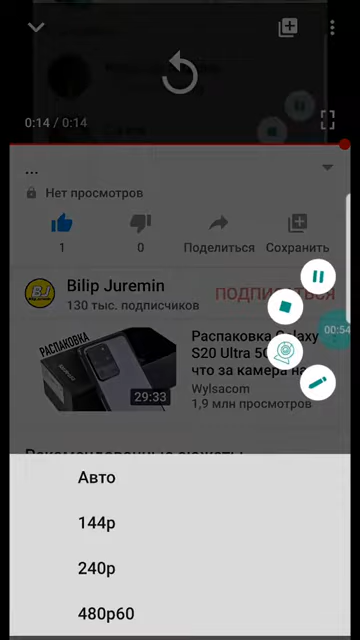 0:14 / 0:14
...
Нет просмотров
1
0
Поделиться
Сохранить
Bilip Juremin
130 тыс. подписчиков
00:54
РАСПАКОВКА
29:33
Распаковка Galaxy
S20 Ultra 5G
что за камера на
Wylsacom
1,9 млн просмотров
Авто
144p
240p
480p60